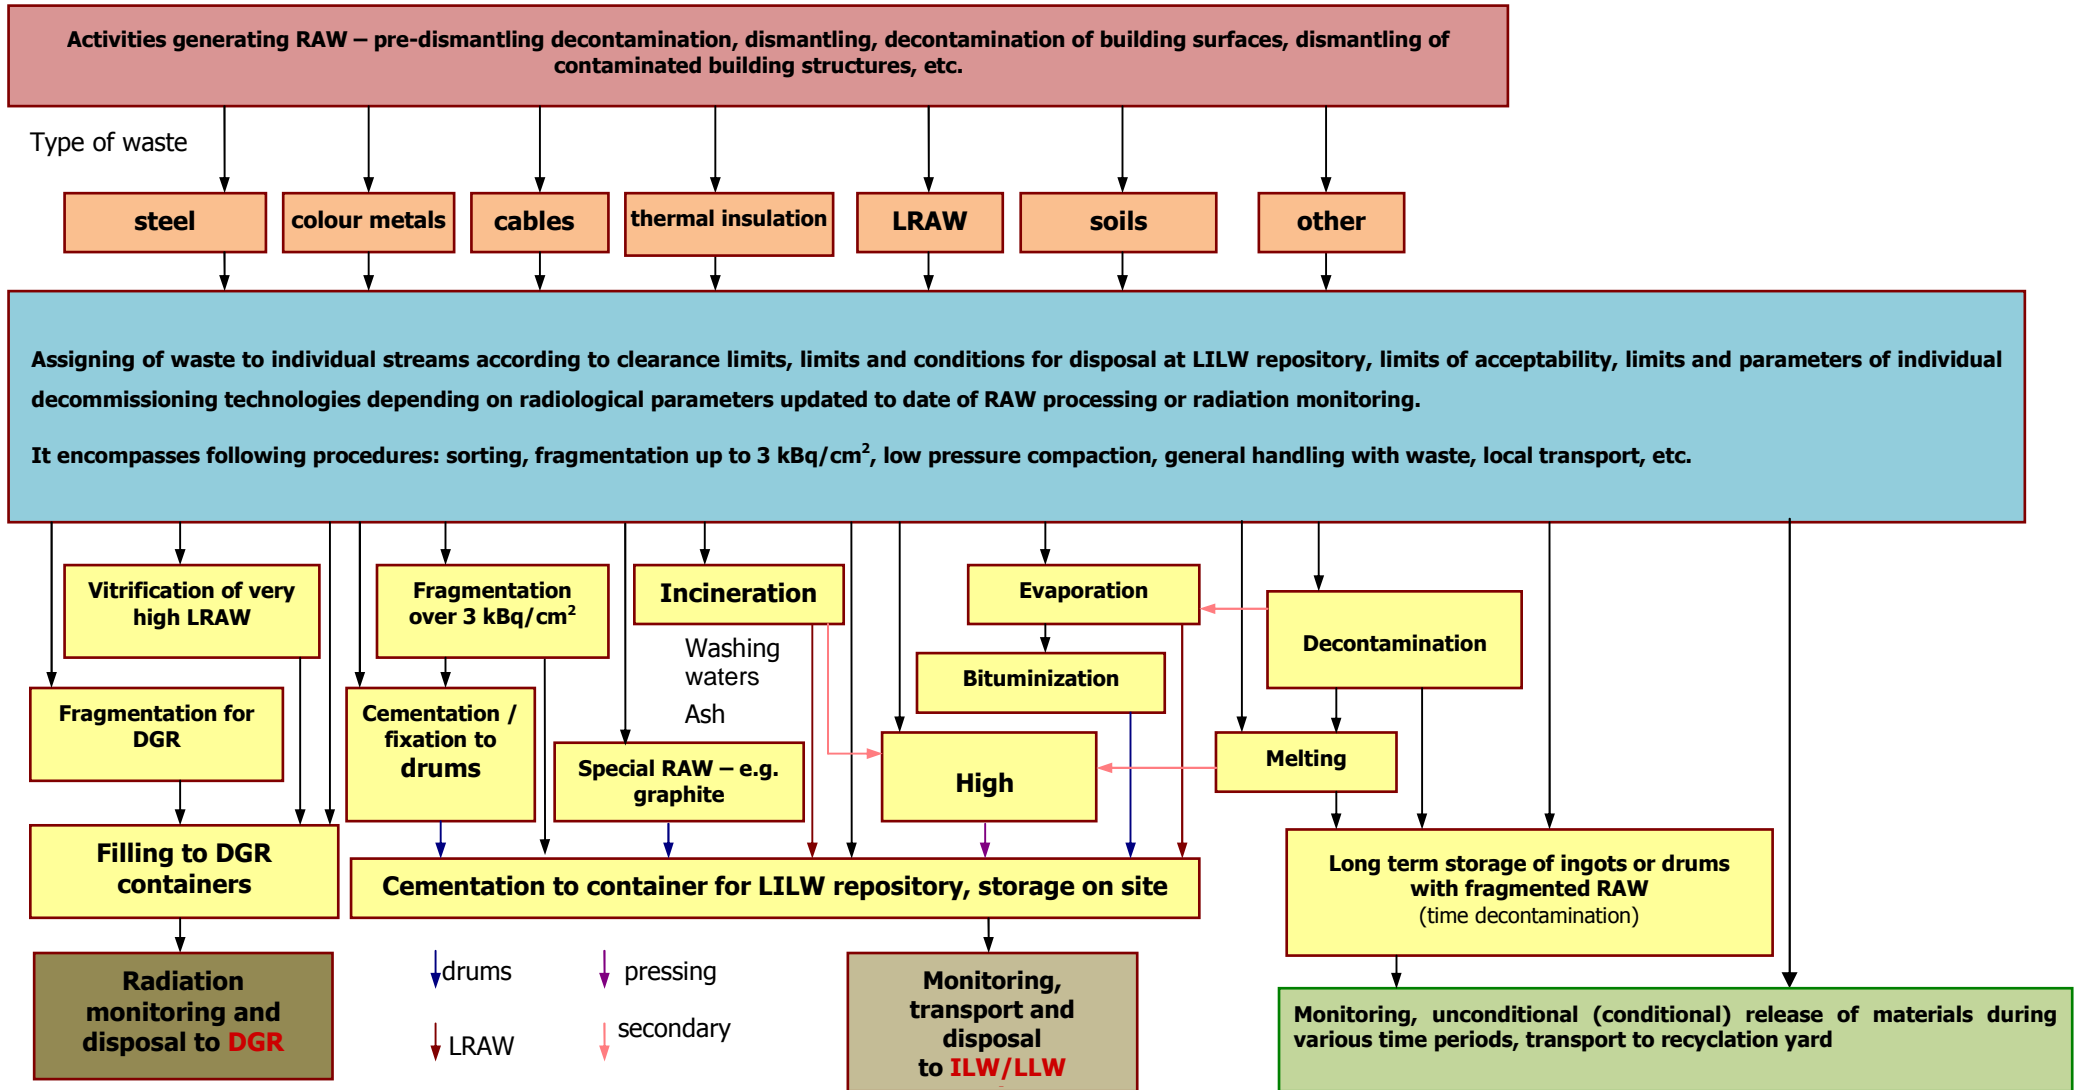 Activities generating RAW – pre-dismantling decontamination, dismantling, decontamination of building surfaces, dismantling of
contaminated building structures, etc.
Type of waste
steel
colour metals
cables
thermal insulation
LRAW
soils
other
Assigning of waste to individual streams according to clearance limits, limits and conditions for disposal at LILW repository, limits of acceptability, limits and parameters of individual
decommissioning technologies depending on radiological parameters updated to date of RAW processing or radiation monitoring.
It encompasses following procedures: sorting, fragmentation up to 3 kBq/cm², low pressure compaction, general handling with waste, local transport, etc.
Vitrification of very
high LRAW
Fragmentation
over 3 kBq/cm²
Incineration
Evaporation
Decontamination
Washing
waters
Ash
Bituminization
Fragmentation for
DGR
Cementation /
fixation to
drums
Special RAW – e.g.
graphite
High
Melting
Filling to DGR
containers
Cementation to container for LILW repository, storage on site
Long term storage of ingots or drums
with fragmented RAW
(time decontamination)
Radiation
monitoring and
disposal to DGR
drums
pressing
LRAW
secondary
Monitoring,
transport and
disposal
to ILW/LLW
Monitoring, unconditional (conditional) release of materials during
various time periods, transport to recyclation yard